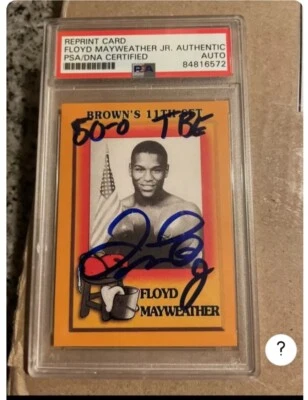 REPRINT CARD
FLOYD MAYWEATHER JR. AUTHENTIC
AUTO
PSA/DNA CERTIFIED
PSA
84816572
BROWN'S 11TH SET
50-0 TBE
FLOYD
MAYWEATHER
?